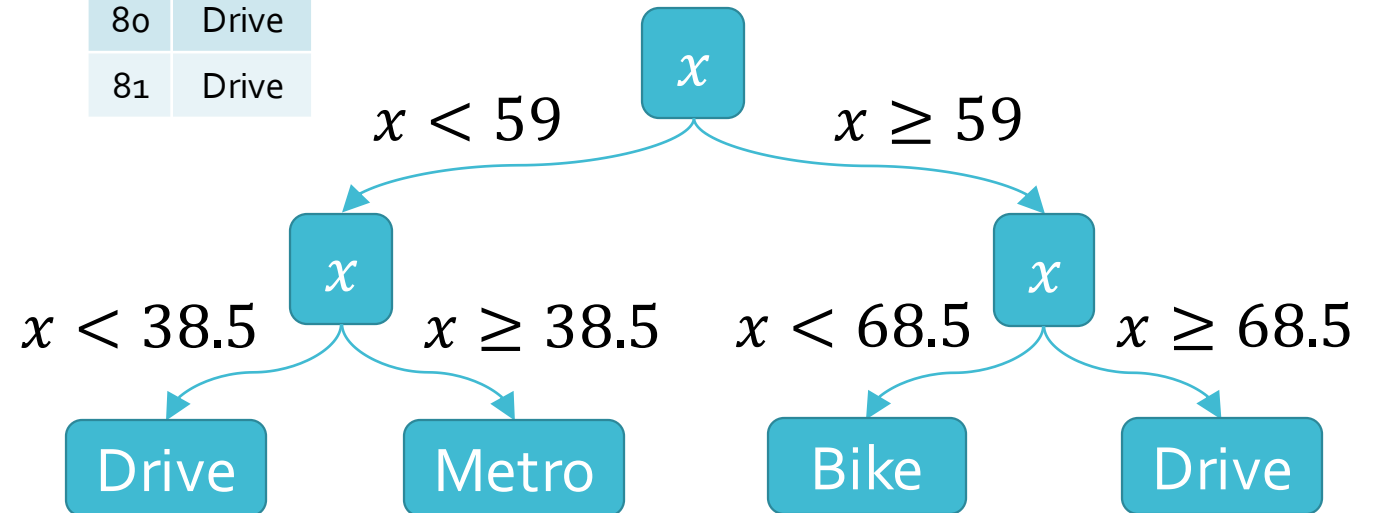 80 Drive
81 Drive
x
x < 59 x ≥ 59
x x
x < 38.5 x ≥ 38.5 x < 68.5 x ≥ 68.5
Drive Metro Bike Drive